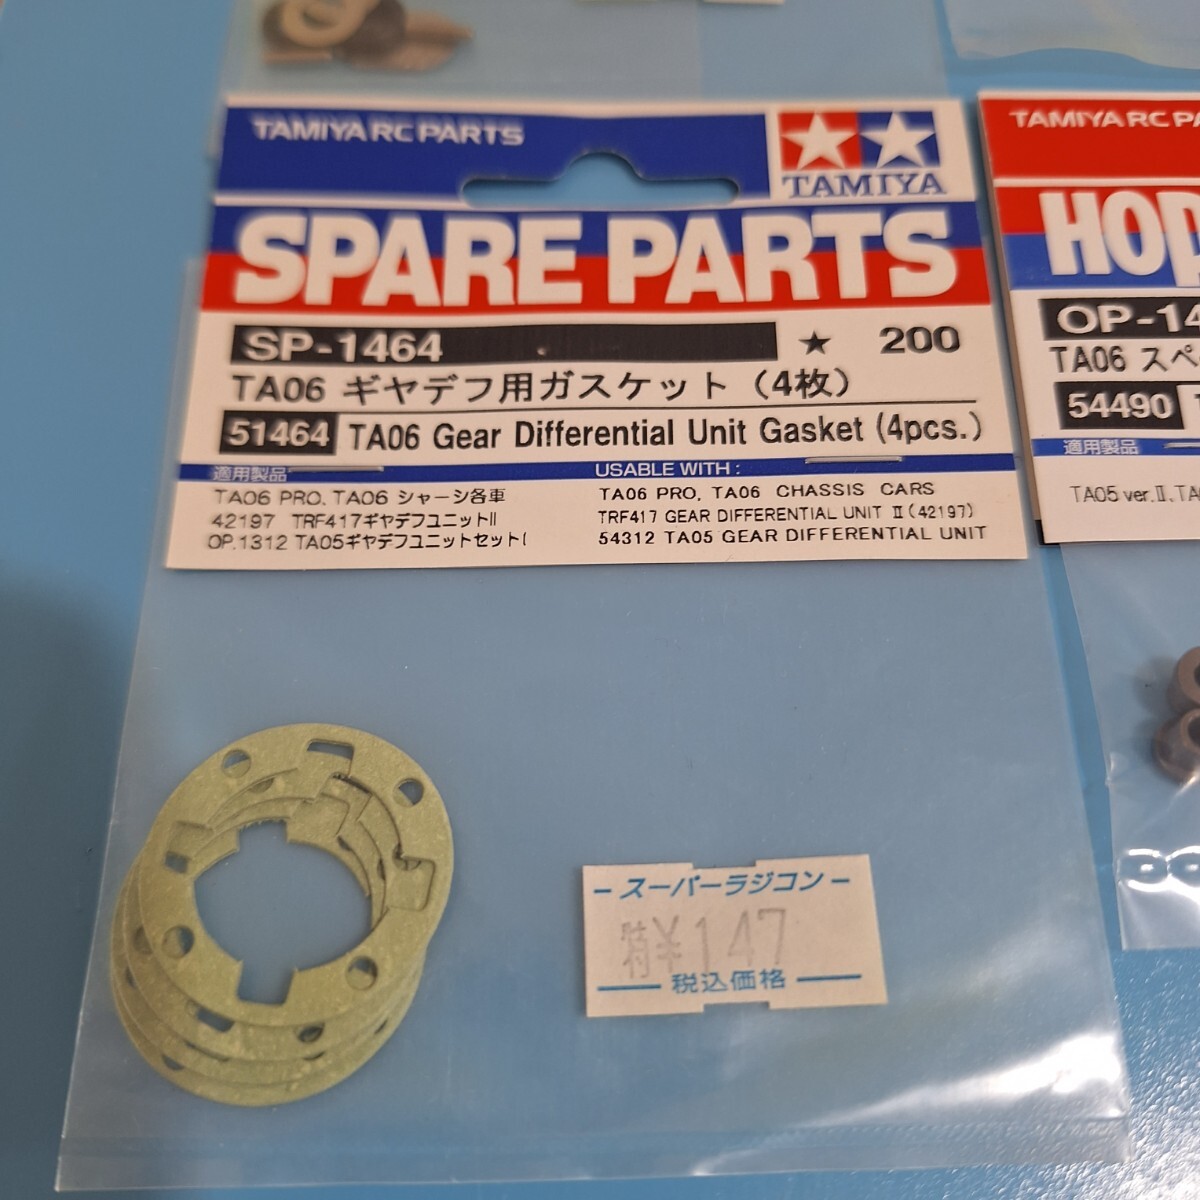 TAMIYA RC PARTS
TAMIYA
SPARE PARTS
SP-1464 ★ 200
TA06 ギヤデフ用ガスケット (4枚)
51464 TA06 Gear Differential Unit Gasket (4pcs.)
適用製品
TA06 PRO, TA06 シャーシ各車
42197 TRF417ギヤデフユニットII
OP.1312 TA05ギヤデフユニットセット(
USABLE WITH :
TA06 PRO, TA06 CHASSIS CARS
TRF417 GEAR DIFFERENTIAL UNIT II (42197)
54312 TA05 GEAR DIFFERENTIAL UNIT
- スーパーラジコン -
特¥147
税込価格
TAMIYA RC PA
HOP
OP-14
TA06 スペ
54490 T
適用製品
TA05 ver.II, TA0